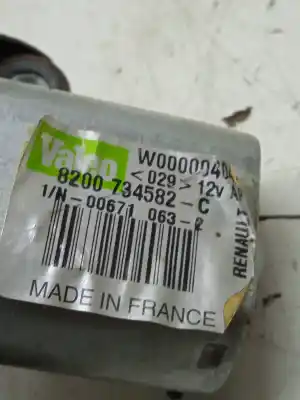 Valeo
W0000040
<029> 12V A
8200 734582-C
1/N-00671 063-2
RENAULT
MADE IN FRANCE